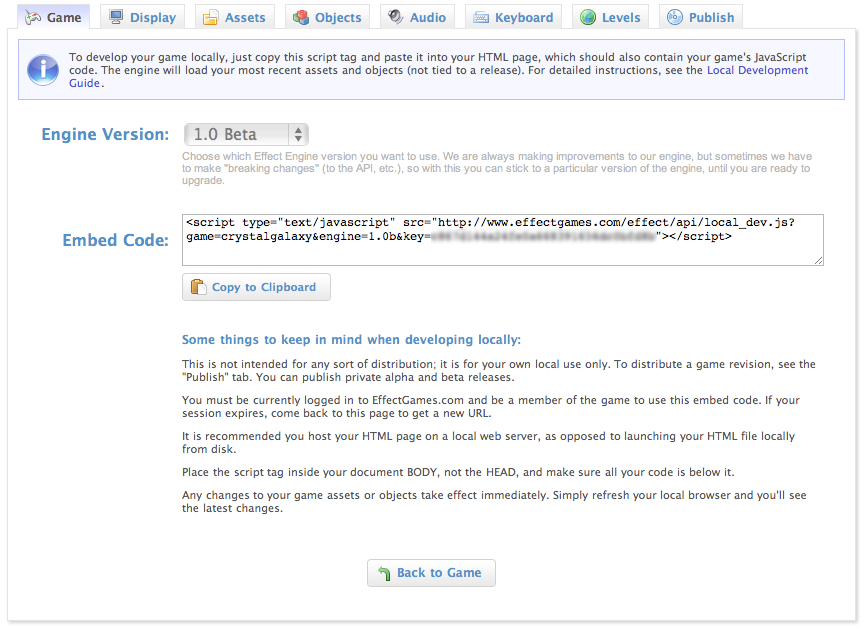 Game
Display
Assets
Objects
Audio
Keyboard
Levels
Publish
To develop your game locally, just copy this script tag and paste it into your HTML page, which should also contain your game's JavaScript
code. The engine will load your most recent assets and objects (not tied to a release). For detailed instructions, see the Local Development
Guide.
Engine Version:
1.0 Beta
Choose which Effect Engine version you want to use. We are always making improvements to our engine, but sometimes we have
to make "breaking changes" (to the API, etc.), so with this you can stick to a particular version of the engine, until you are ready to
upgrade.
Embed Code:
<script type="text/javascript" src="http://www.effectgames.com/effect/api/local_dev.js?
game=crystalgalaxy&engine=1.0b&key="></script>
Copy to Clipboard
Some things to keep in mind when developing locally:
This is not intended for any sort of distribution; it is for your own local use only. To distribute a game revision, see the
"Publish" tab. You can publish private alpha and beta releases.
You must be currently logged in to EffectGames.com and be a member of the game to use this embed code. If your
session expires, come back to this page to get a new URL.
It is recommended you host your HTML page on a local web server, as opposed to launching your HTML file locally
from disk.
Place the script tag inside your document BODY, not the HEAD, and make sure all your code is below it.
Any changes to your game assets or objects take effect immediately. Simply refresh your local browser and you'll see
the latest changes.
Back to Game